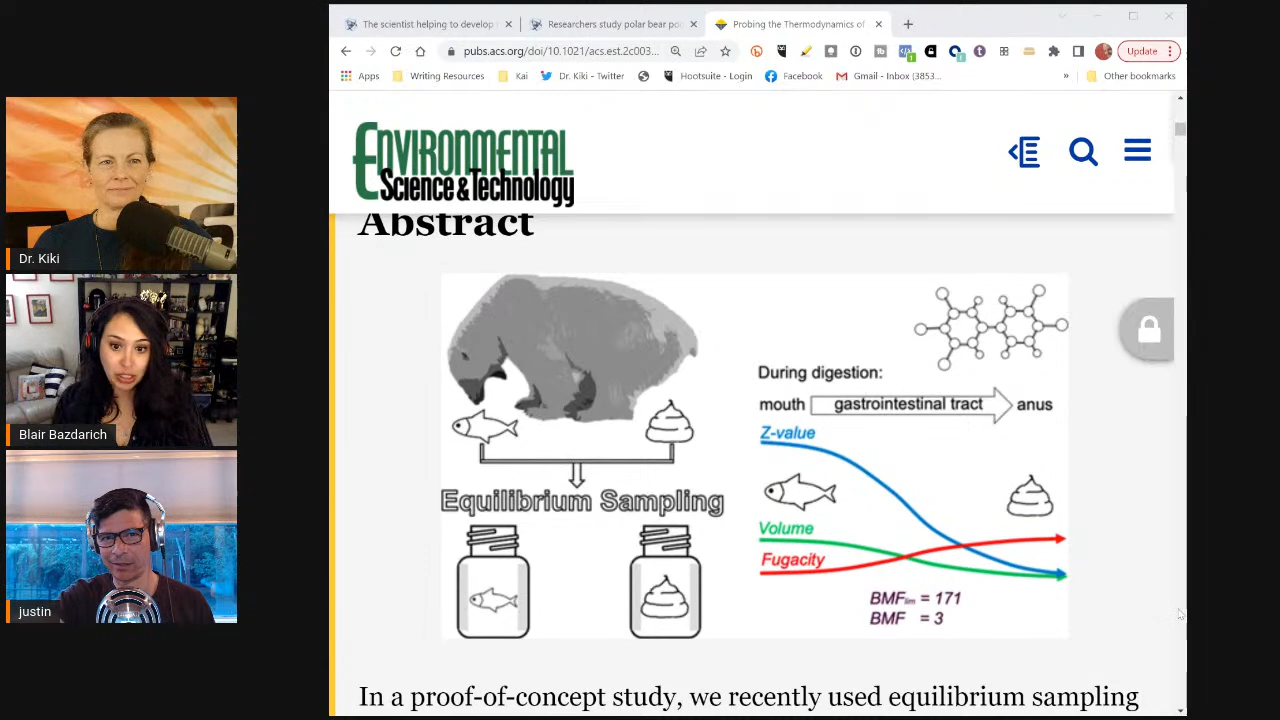 The scientist helping to develop
Researchers study polar bear poo
Probing the Thermodynamics of
pubs.acs.org/doi/10.1021/acs.est.2c003...
Update
Apps
Writing Resources
Kai
Dr. Kiki - Twitter
Hootsuite - Login
Facebook
Gmail - Inbox (3853...
»
Other bookmarks
ENVIRONMENTAL
Science & Technology
Abstract
During digestion:
mouth gastrointestinal tract anus
Z-value
Equilibrium Sampling
Volume
Fugacity
BMFlim = 171
BMF = 3
In a proof-of-concept study, we recently used equilibrium sampling
Dr. Kiki
Blair Bazdarich
justin